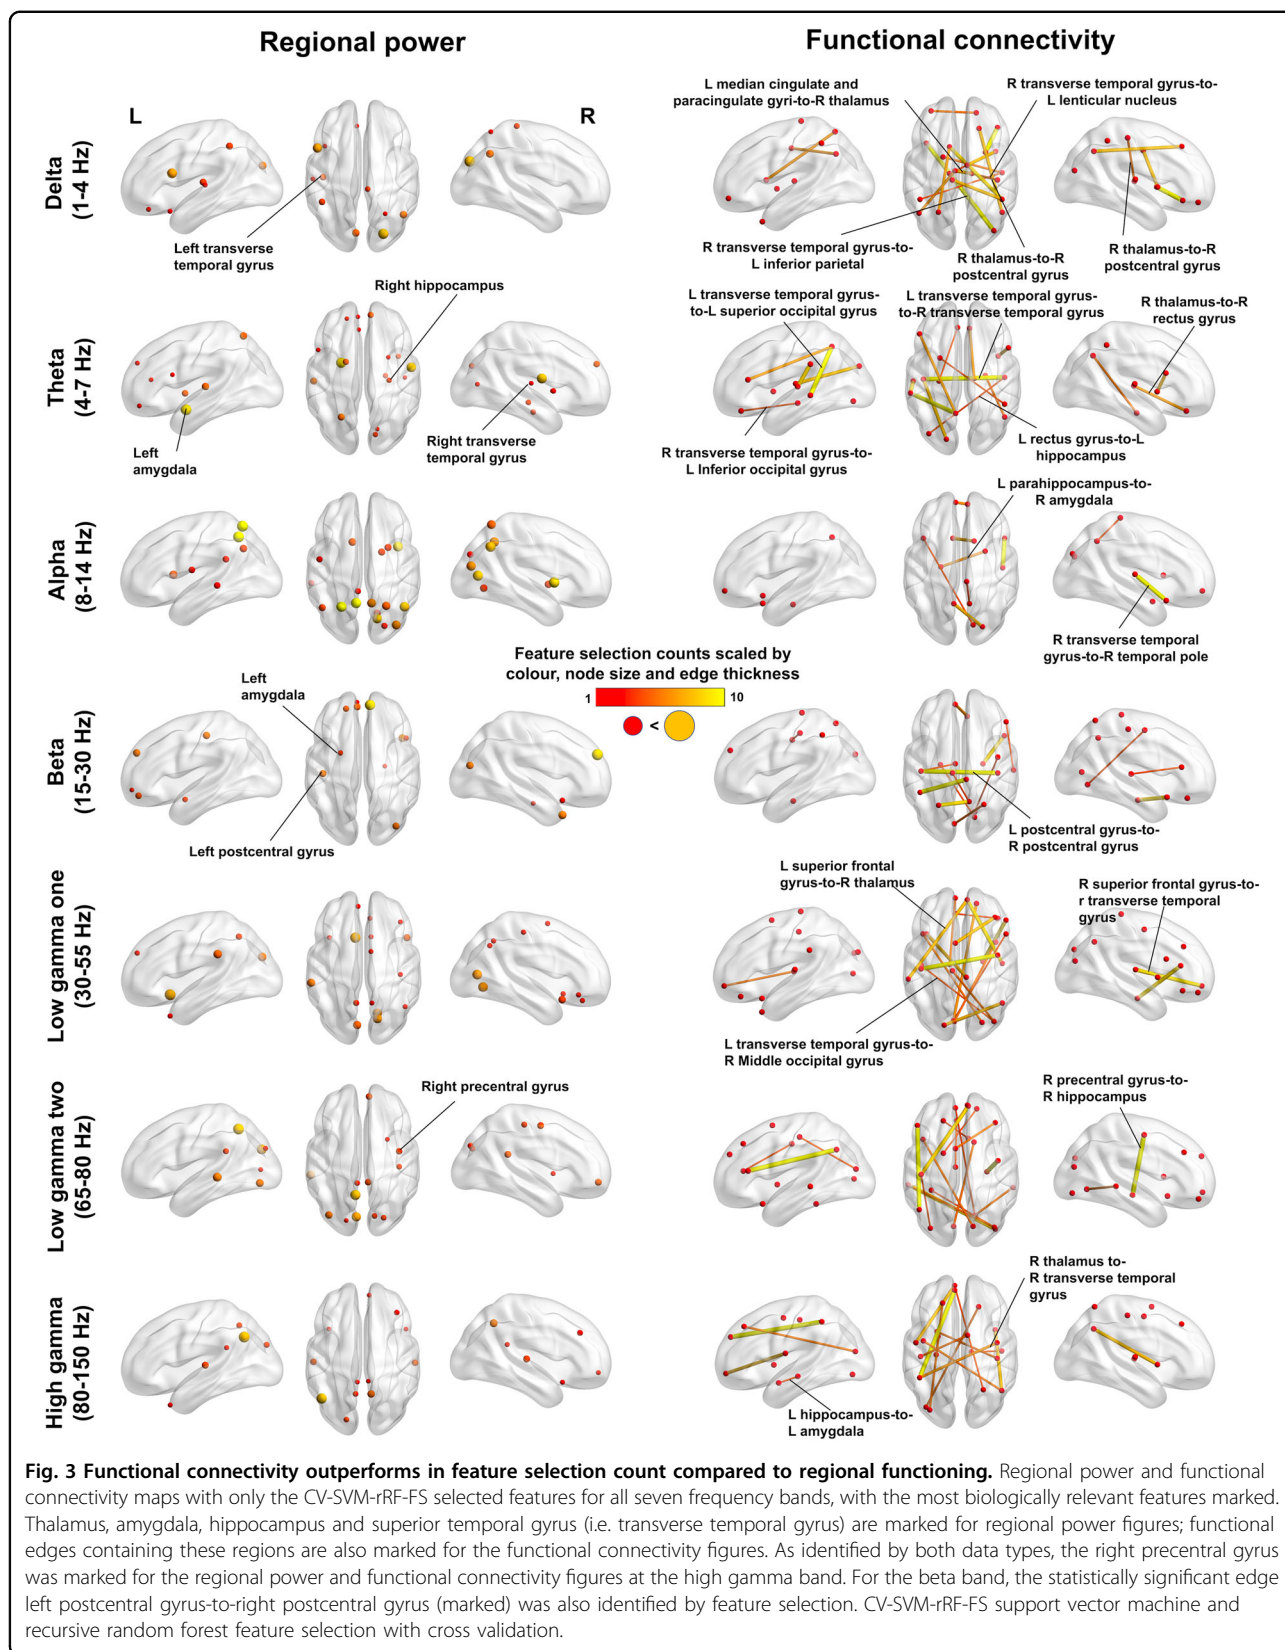 Regional power
Functional connectivity
L
R
Delta
(1-4 Hz)
Left transverse
temporal gyrus
L median cingulate and
paracingulate gyri-to-R thalamus
R transverse temporal gyrus-to-
L lenticular nucleus
R transverse temporal gyrus-to-
L inferior parietal
R thalamus-to-R
postcentral gyrus
R thalamus-to-R
postcentral gyrus
Theta
(4-7 Hz)
Right hippocampus
Left
amygdala
Right transverse
temporal gyrus
L transverse temporal gyrus-
to-L superior occipital gyrus
L transverse temporal gyrus-
to-R transverse temporal gyrus
R thalamus-to-R
rectus gyrus
R transverse temporal gyrus-to-
L Inferior occipital gyrus
L rectus gyrus-to-L
hippocampus
Alpha
(8-14 Hz)
L parahippocampus-to-
R amygdala
R transverse temporal
gyrus-to-R temporal pole
Feature selection counts scaled by
colour, node size and edge thickness
1
10
<
Beta
(15-30 Hz)
Left
amygdala
Left postcentral gyrus
L postcentral gyrus-to-
R postcentral gyrus
Low gamma one
(30-55 Hz)
L superior frontal
gyrus-to-R thalamus
R superior frontal gyrus-to-
r transverse temporal
gyrus
L transverse temporal gyrus-to-
R Middle occipital gyrus
Low gamma two
(65-80 Hz)
Right precentral gyrus
R precentral gyrus-to-
R hippocampus
High gamma
(80-150 Hz)
R thalamus to-
R transverse temporal
gyrus
L hippocampus-to-
L amygdala
Fig. 3 Functional connectivity outperforms in feature selection count compared to regional functioning. Regional power and functional
connectivity maps with only the CV-SVM-rRF-FS selected features for all seven frequency bands, with the most biologically relevant features marked.
Thalamus, amygdala, hippocampus and superior temporal gyrus (i.e. transverse temporal gyrus) are marked for regional power figures; functional
edges containing these regions are also marked for the functional connectivity figures. As identified by both data types, the right precentral gyrus
was marked for the regional power and functional connectivity figures at the high gamma band. For the beta band, the statistically significant edge
left postcentral gyrus-to-right postcentral gyrus (marked) was also identified by feature selection. CV-SVM-rRF-FS support vector machine and
recursive random forest feature selection with cross validation.